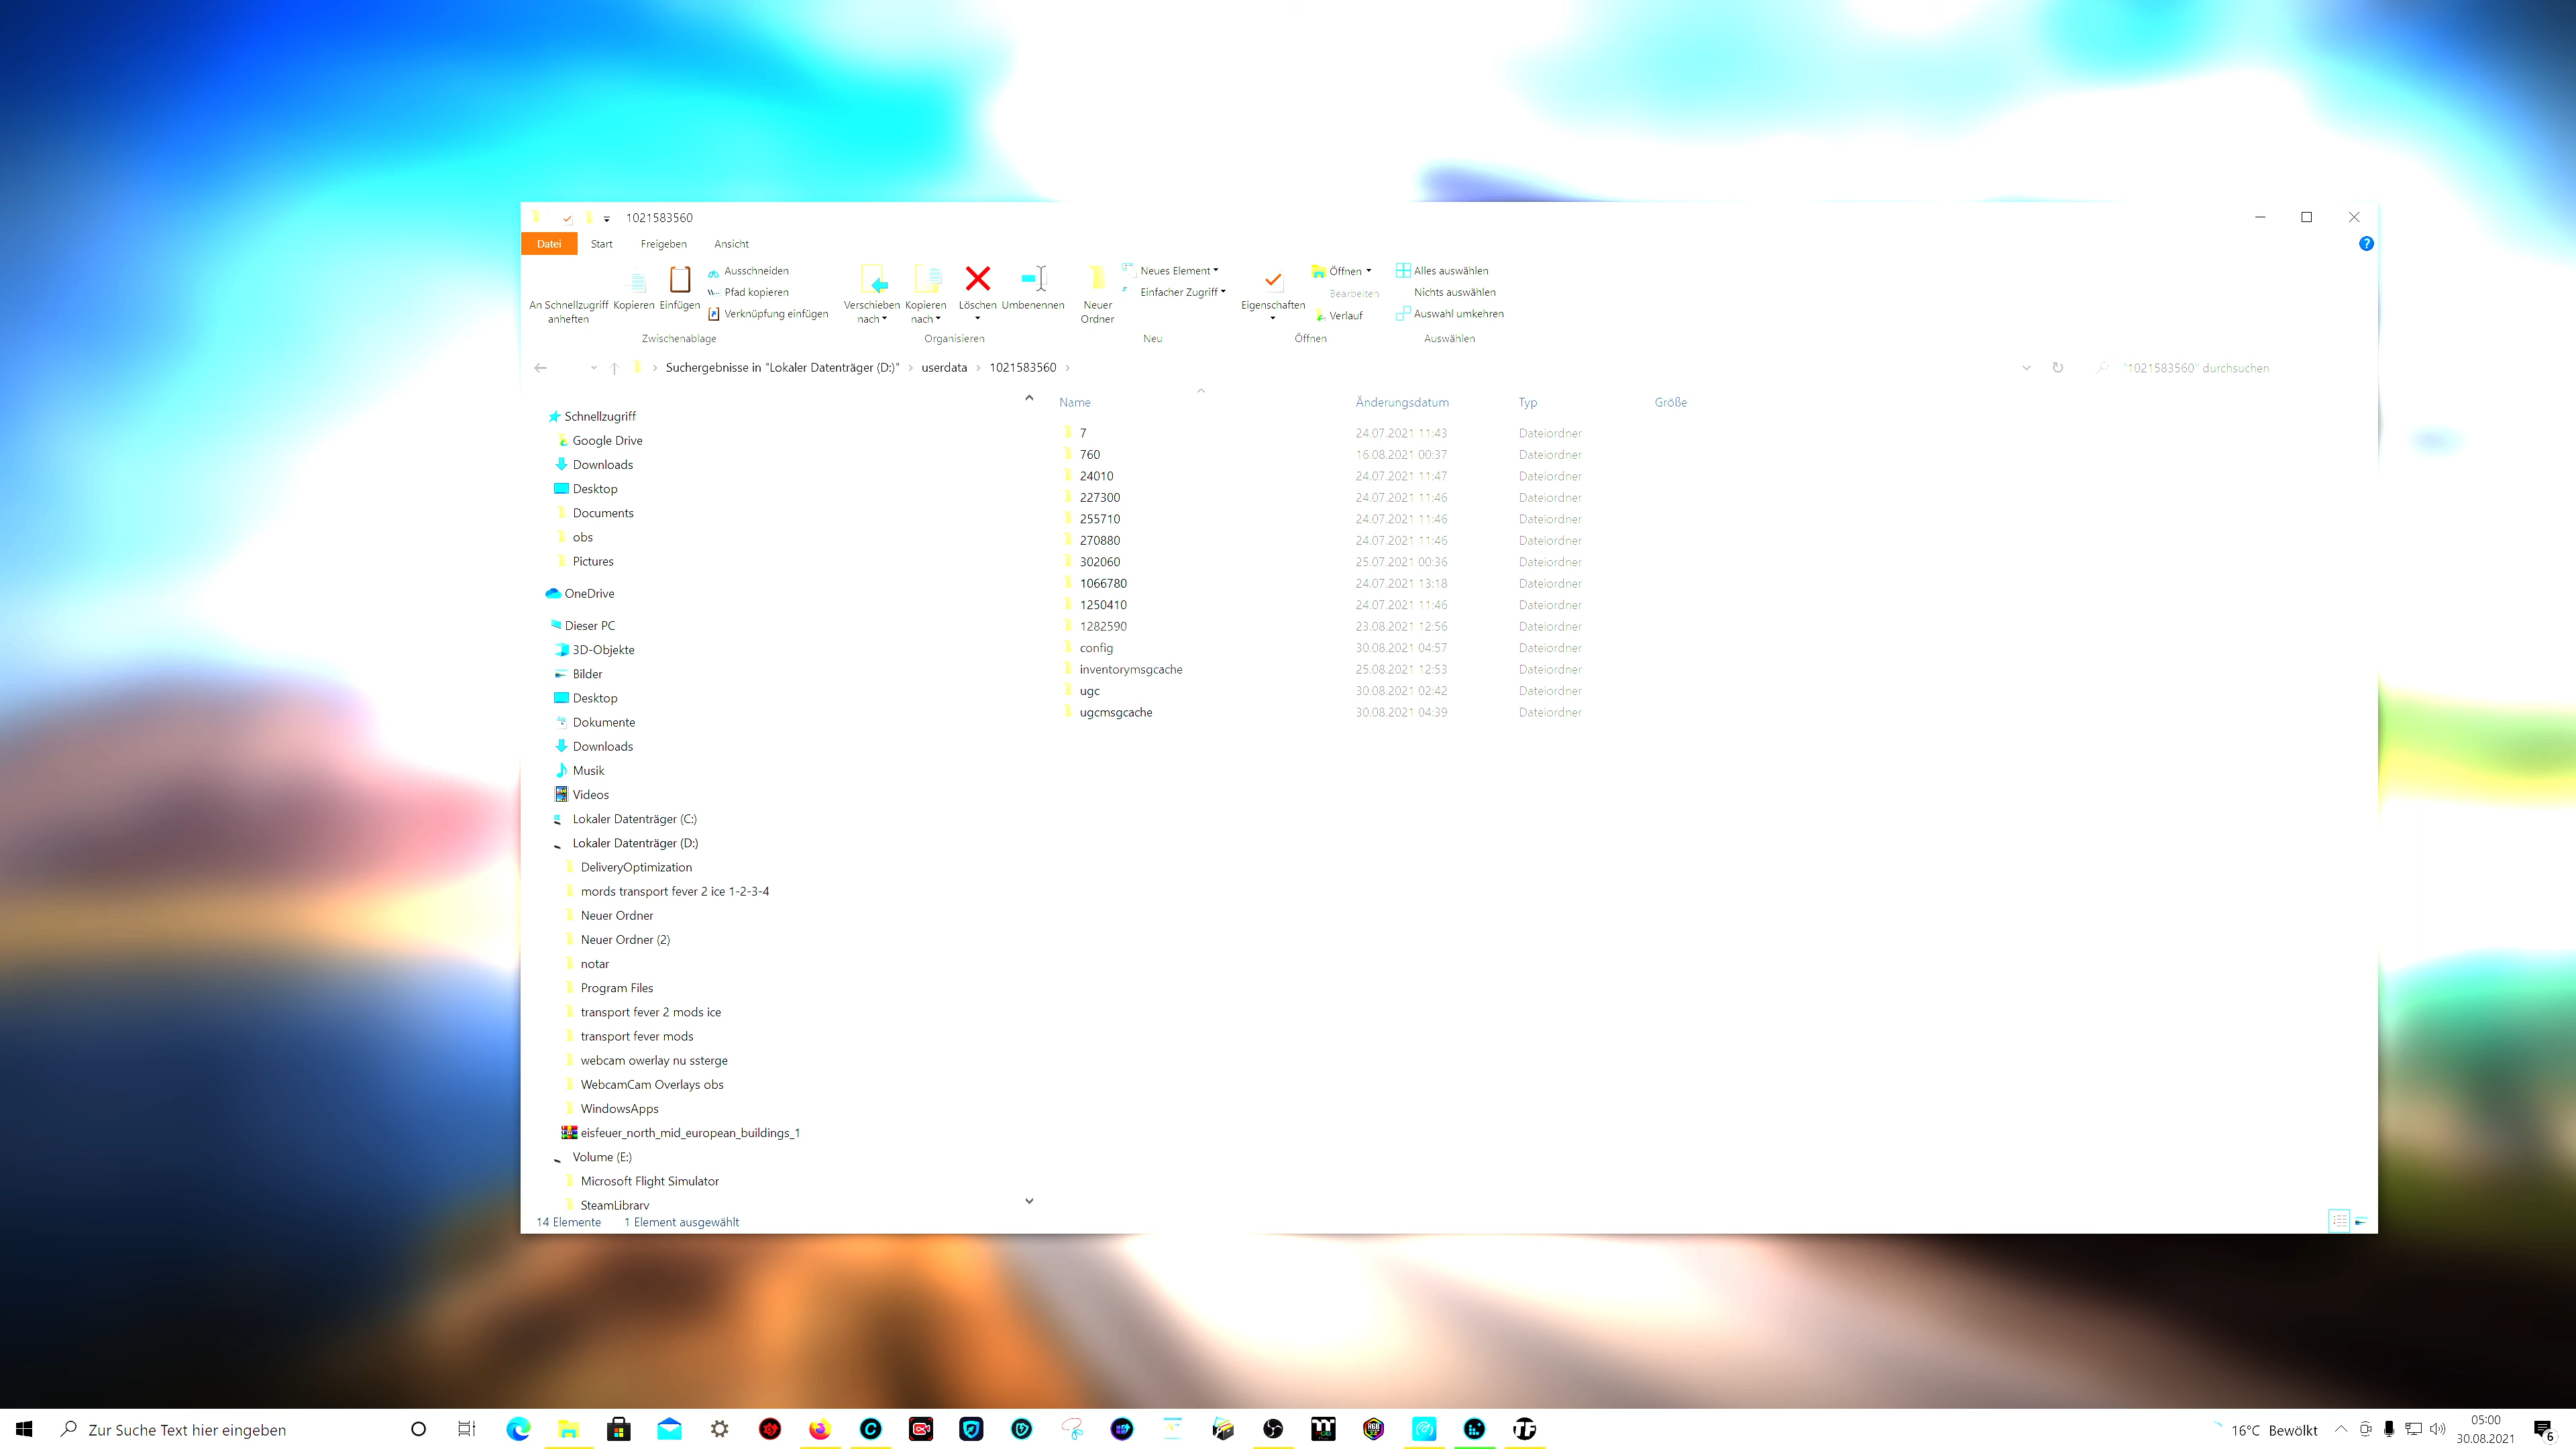 1021583560
Datei Start Freigeben Ansicht
An Schnellzugriff anheften
Kopieren
Einfügen
Ausschneiden
Pfad kopieren
Verknüpfung einfügen
Zwischenablage
Verschieben nach
Kopieren nach
Löschen
Umbenennen
Organisieren
Neuer Ordner
Neues Element
Einfacher Zugriff
Neu
Eigenschaften
Öffnen
Bearbeiten
Verlauf
Öffnen
Alles auswählen
Nichts auswählen
Auswahl umkehren
Auswählen
Suchergebnisse in "Lokaler Datenträger (D:)" > userdata > 1021583560 >
"1021583560" durchsuchen
Schnellzugriff
Google Drive
Downloads
Desktop
Documents
obs
Pictures
OneDrive
Dieser PC
3D-Objekte
Bilder
Desktop
Dokumente
Downloads
Musik
Videos
Lokaler Datenträger (C:)
Lokaler Datenträger (D:)
DeliveryOptimization
mords transport fever 2 ice 1-2-3-4
Neuer Ordner
Neuer Ordner (2)
notar
Program Files
transport fever 2 mods ice
transport fever mods
webcam owerlay nu ssterge
WebcamCam Overlays obs
WindowsApps
eisfeuer_north_mid_european_buildings_1
Volume (E:)
Microsoft Flight Simulator
SteamLibrary
Name Änderungsdatum Typ Größe
7 24.07.2021 11:43 Dateiordner
760 16.08.2021 00:37 Dateiordner
24010 24.07.2021 11:47 Dateiordner
227300 24.07.2021 11:46 Dateiordner
255710 24.07.2021 11:46 Dateiordner
270880 24.07.2021 11:46 Dateiordner
302060 25.07.2021 00:36 Dateiordner
1066780 24.07.2021 13:18 Dateiordner
1250410 24.07.2021 11:46 Dateiordner
1282590 23.08.2021 12:56 Dateiordner
config 30.08.2021 04:57 Dateiordner
inventorymsgcache 25.08.2021 12:53 Dateiordner
ugc 30.08.2021 02:42 Dateiordner
ugcmsgcache 30.08.2021 04:39 Dateiordner
14 Elemente 1 Element ausgewählt
Zur Suche Text hier eingeben
16°C Bewölkt
05:00
30.08.2021
6